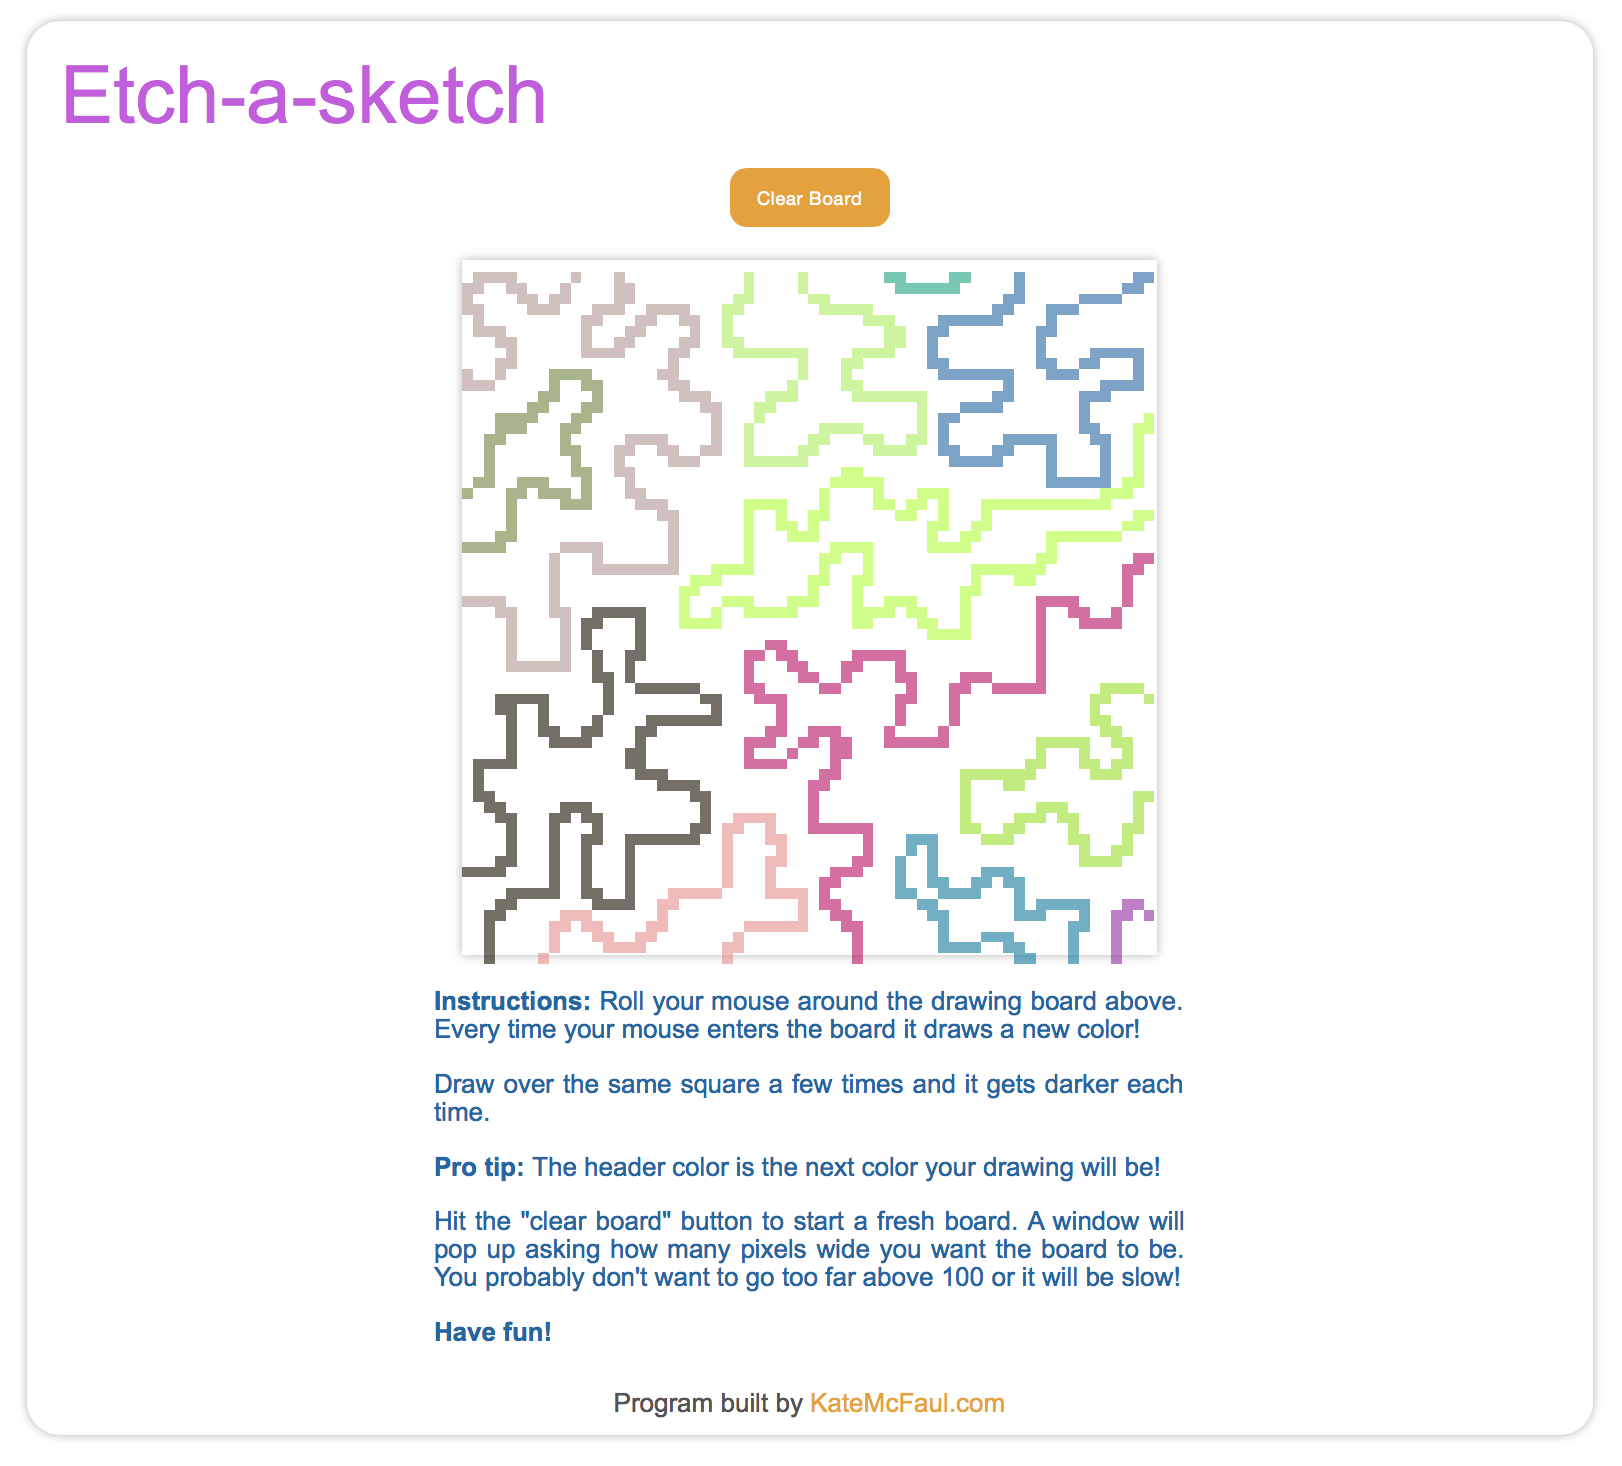 Etch-a-sketch
Clear Board
Instructions: Roll your mouse around the drawing board above.
Every time your mouse enters the board it draws a new color!
Draw over the same square a few times and it gets darker each
time.
Pro tip: The header color is the next color your drawing will be!
Hit the "clear board" button to start a fresh board. A window will
pop up asking how many pixels wide you want the board to be.
You probably don't want to go too far above 100 or it will be slow!
Have fun!
Program built by KateMcFaul.com